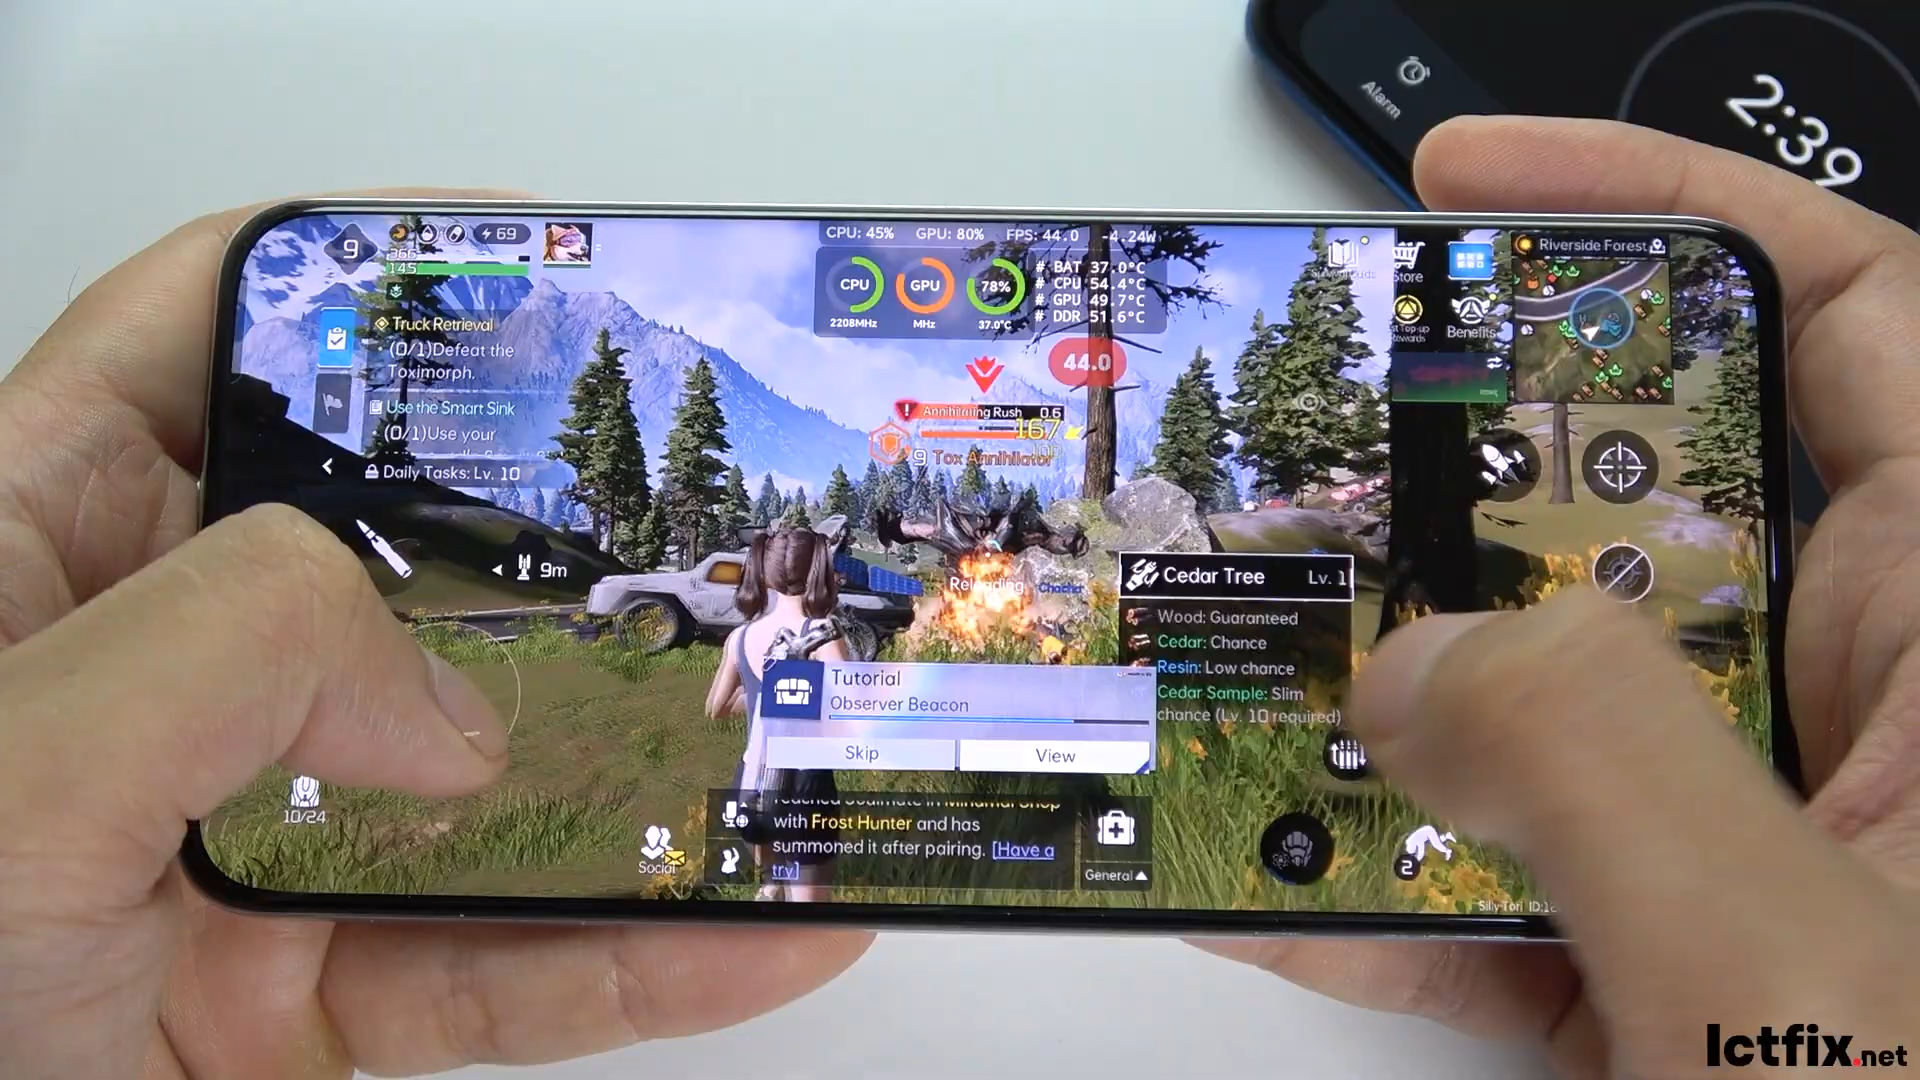 Alarm
2:39
9
69
366
145
CPU: 45% GPU: 80% FPS: 44.0 -4.24W
CPU
GPU
78%
2208MHz
MHz
37.0°C
# BAT 37.0°C
# CPU 54.4°C
# GPU 49.7°C
# DDR 51.6°C
44.0
Store
Benefits
Riverside Forest
Truck Retrieval
(0/1)Defeat the
Toximorph.
Use the Smart Sink
(0/1)Use your
Daily Tasks: Lv. 10
Annihilating Rush 0.6
167
9 Tox Annihilator
9m
Reloading
Cedar Tree Lv. 1
Wood: Guaranteed
Cedar: Chance
Resin: Low chance
Cedar Sample: Slim
chance (Lv. 10 required)
Tutorial
Observer Beacon
Skip
View
10/24
Social
with Frost Hunter and has
summoned it after pairing. [Have a
try]
General
2
Ictfix.net